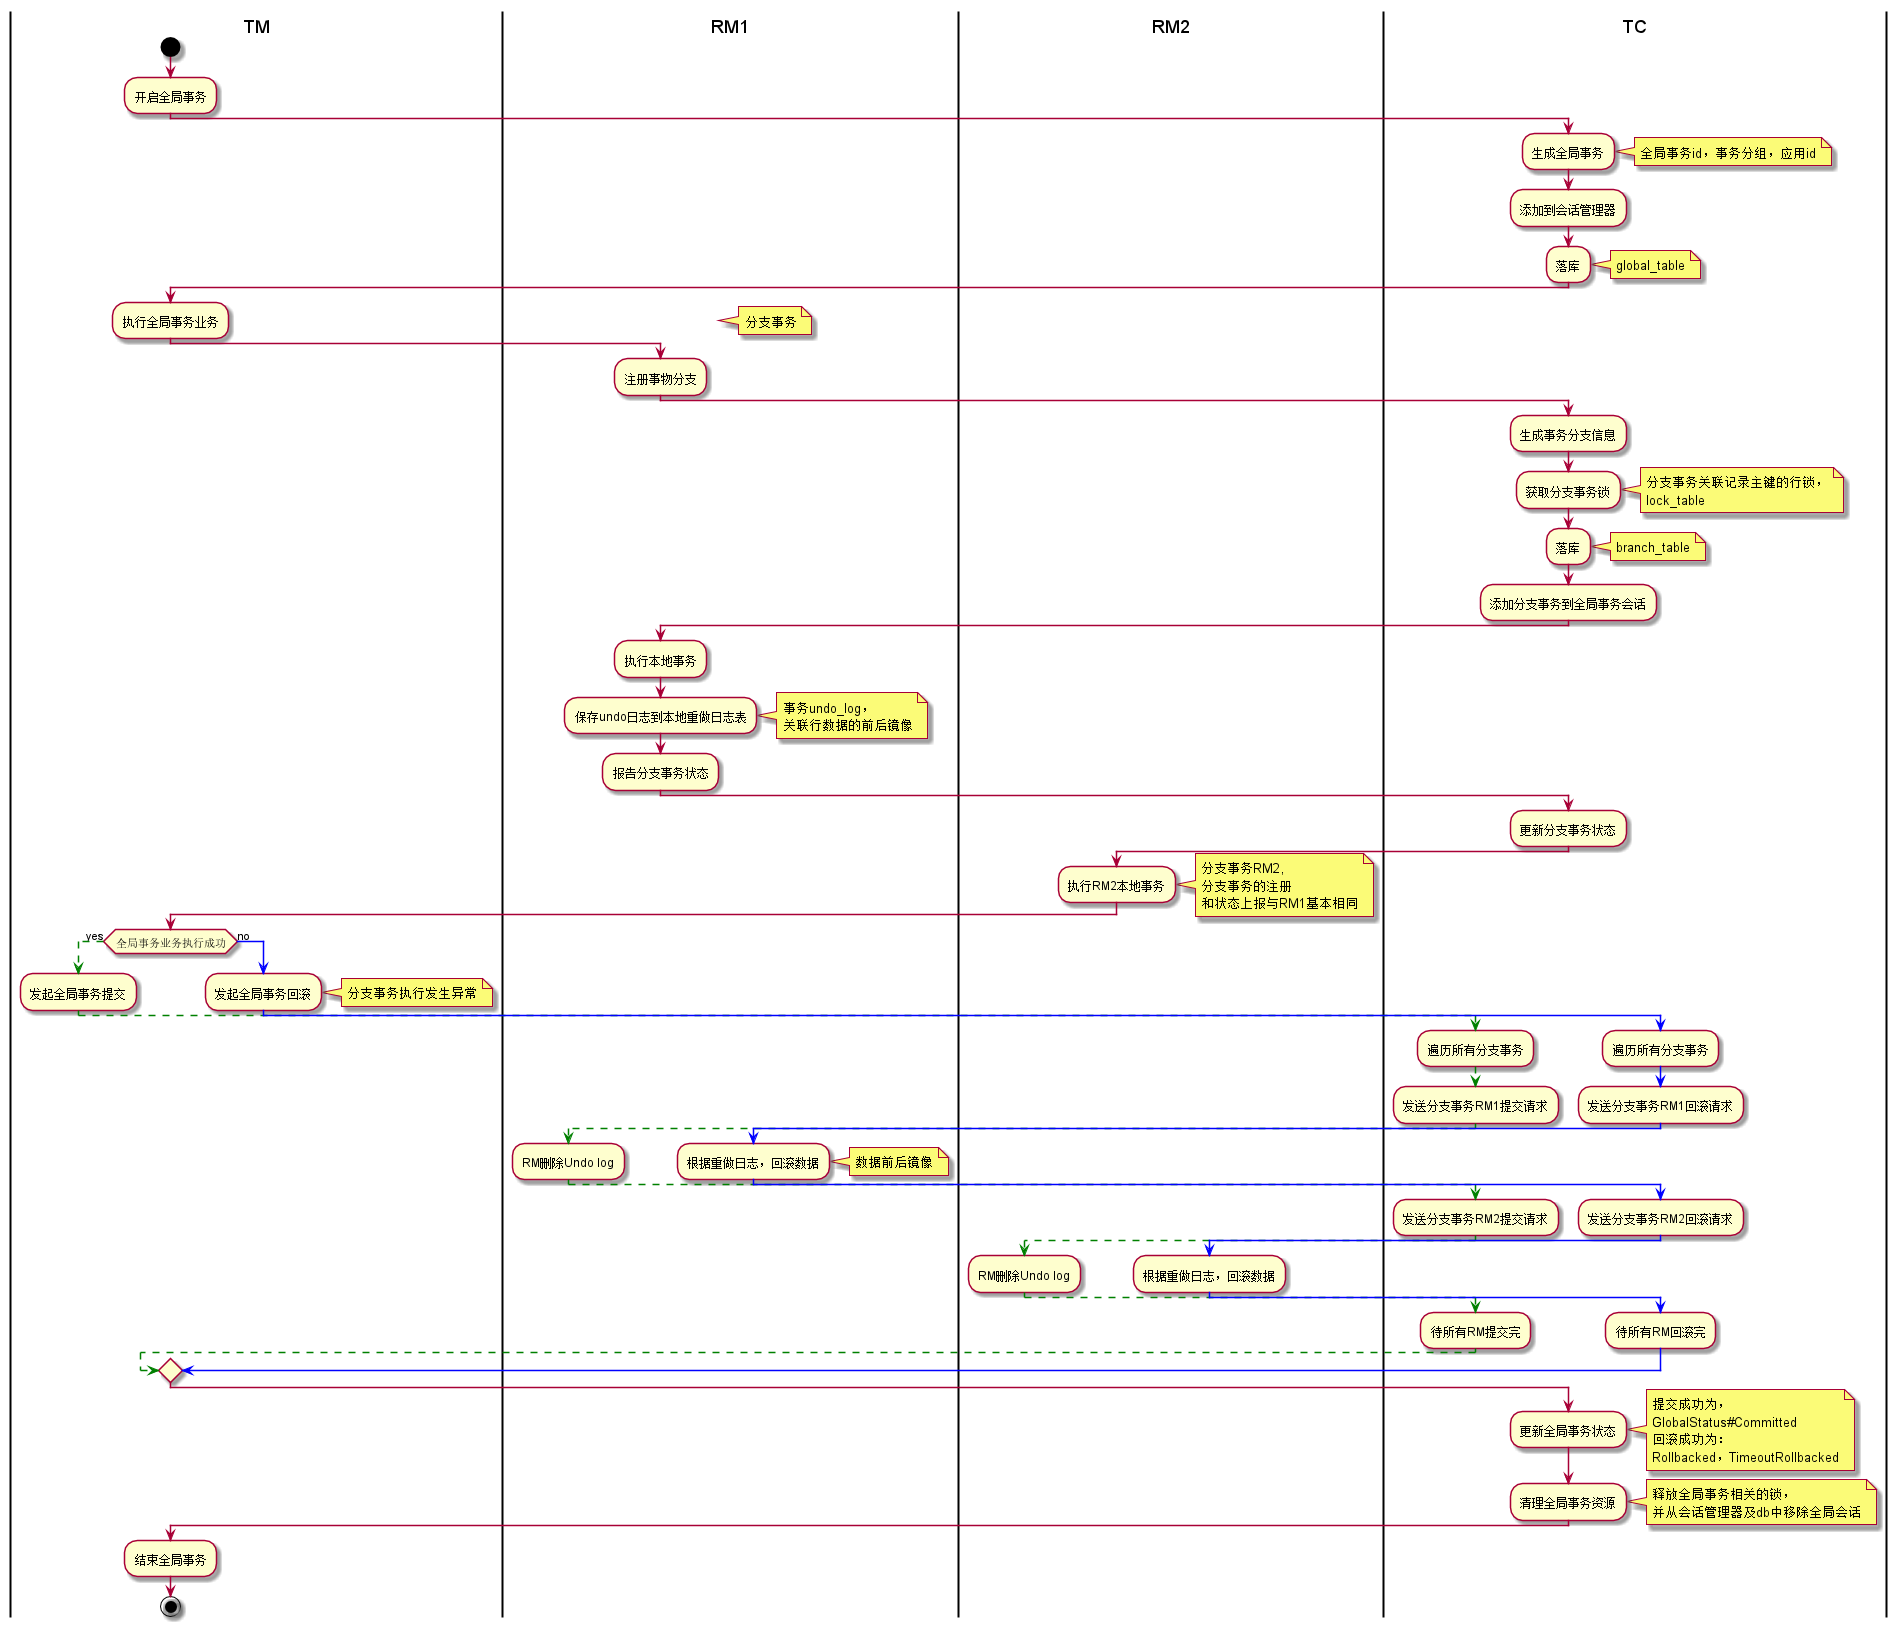 TM
RM1
RM2
TC
开启全局事务
生成全局事务
全局事务id，事务分组，应用id
添加到会话管理器
落库
global_table
执行全局事务业务
分支事务
注册事物分支
生成事务分支信息
获取分支事务锁
分支事务关联记录主键的行锁，
lock_table
落库
branch_table
添加分支事务到全局事务会话
执行本地事务
保存undo日志到本地重做日志表
事务undo_log，
关联行数据的前后镜像
报告分支事务状态
更新分支事务状态
执行RM2本地事务
分支事务RM2,
分支事务的注册
和状态上报与RM1基本相同
yes
全局事务业务执行成功
no
发起全局事务提交
发起全局事务回滚
分支事务执行发生异常
遍历所有分支事务
遍历所有分支事务
发送分支事务RM1提交请求
发送分支事务RM1回滚请求
RM删除Undo log
根据重做日志，回滚数据
数据前后镜像
发送分支事务RM2提交请求
发送分支事务RM2回滚请求
RM删除Undo log
根据重做日志，回滚数据
待所有RM提交完
待所有RM回滚完
更新全局事务状态
提交成功为，
GlobalStatus#Committed
回滚成功为：
Rollbacked，TimeoutRollbacked
清理全局事务资源
释放全局事务相关的锁，
并从会话管理器及db中移除全局会话
结束全局事务